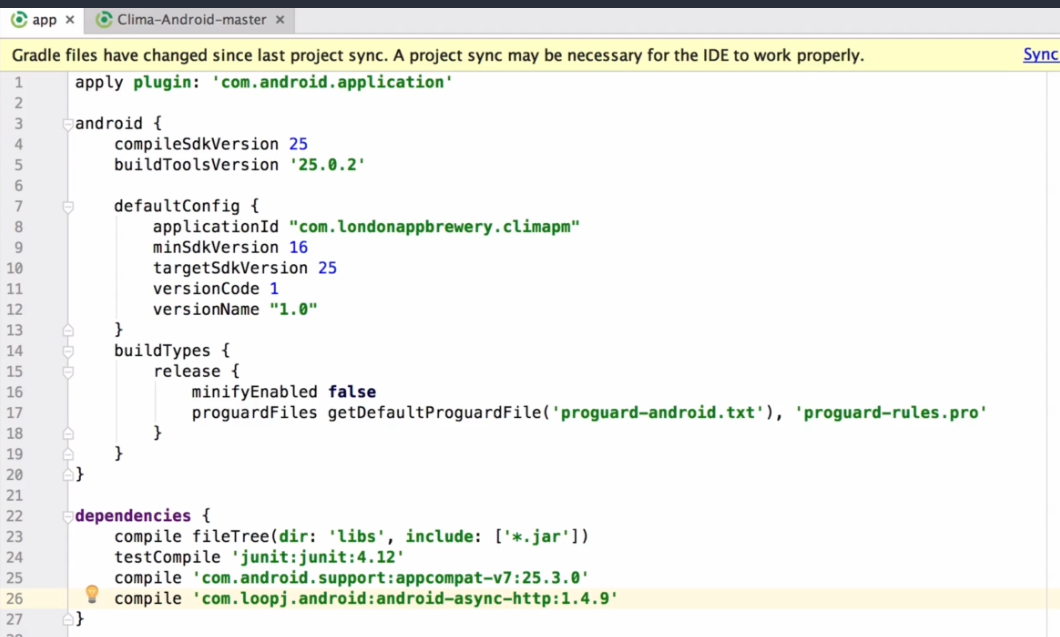 app × Clima-Android-master ×
Gradle files have changed since last project sync. A project sync may be necessary for the IDE to work properly. Sync
1 apply plugin: 'com.android.application'
2
3 android {
4 compileSdkVersion 25
5 buildToolsVersion '25.0.2'
6
7 defaultConfig {
8 applicationId "com.londonappbrewery.climapm"
9 minSdkVersion 16
10 targetSdkVersion 25
11 versionCode 1
12 versionName "1.0"
13 }
14 buildTypes {
15 release {
16 minifyEnabled false
17 proguardFiles getDefaultProguardFile('proguard-android.txt'), 'proguard-rules.pro'
18 }
19 }
20 }
21
22 dependencies {
23 compile fileTree(dir: 'libs', include: ['*.jar'])
24 testCompile 'junit:junit:4.12'
25 compile 'com.android.support:appcompat-v7:25.3.0'
26 compile 'com.loopj.android:android-async-http:1.4.9'
27 }